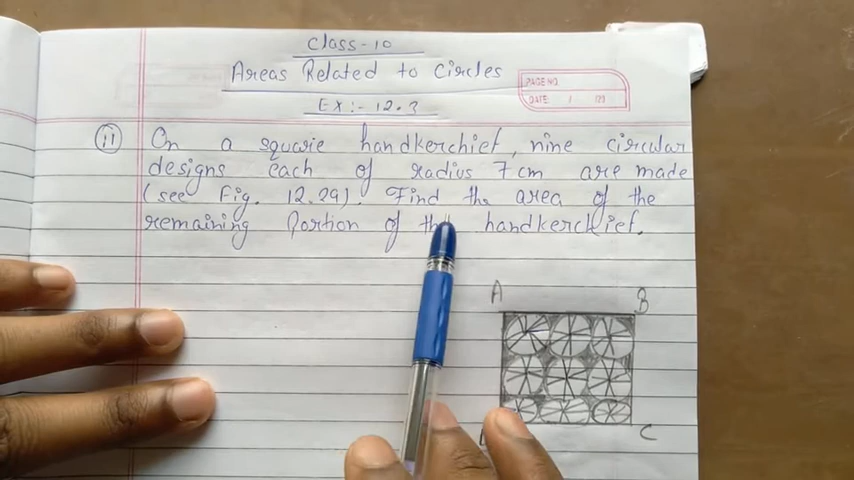 Class-10
Areas Related to Circles
Ex:- 12.3
PAGE NO.
DATE: / /
(11) On a square handkerchief, nine circular
designs each of radius 7 cm are made
(see Fig. 12.29). Find the area of the
remaining Portion of the handkerchief.
A B
C